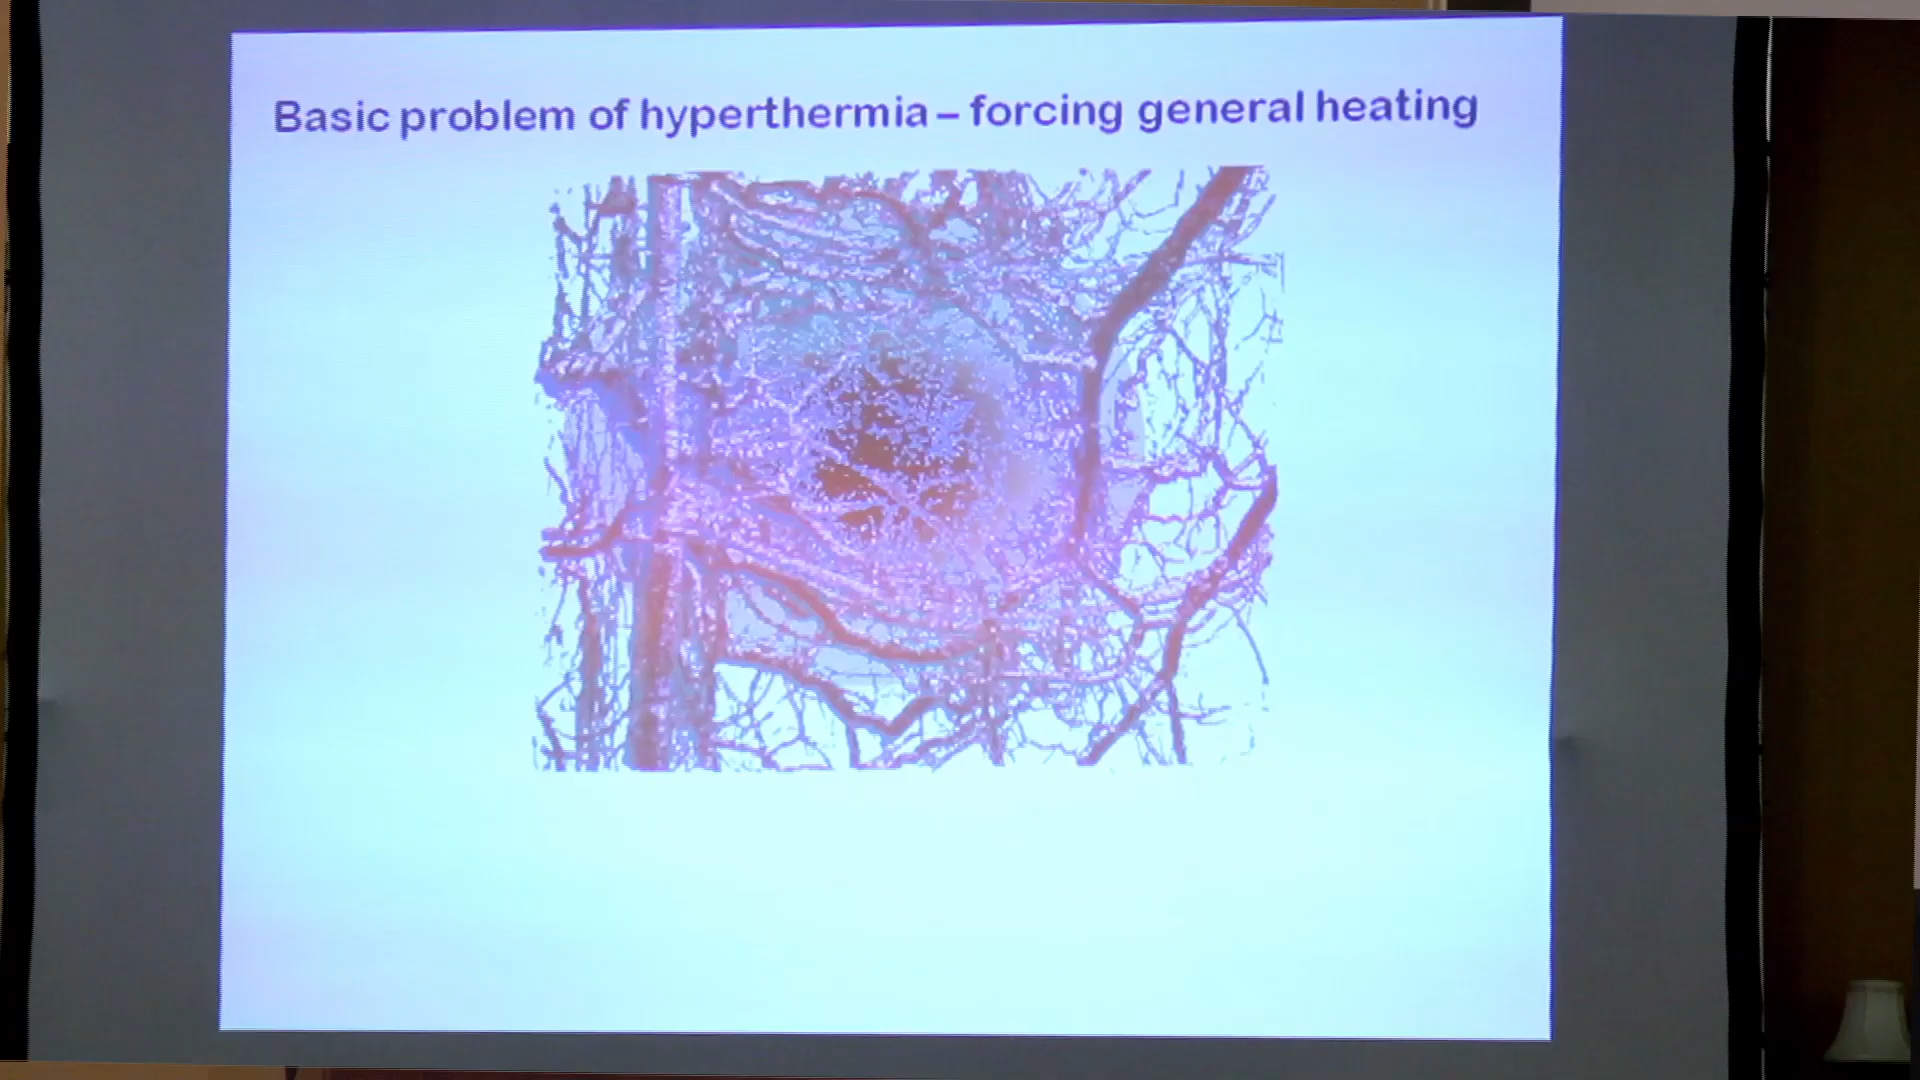 Basic problem of hyperthermia – forcing general heating